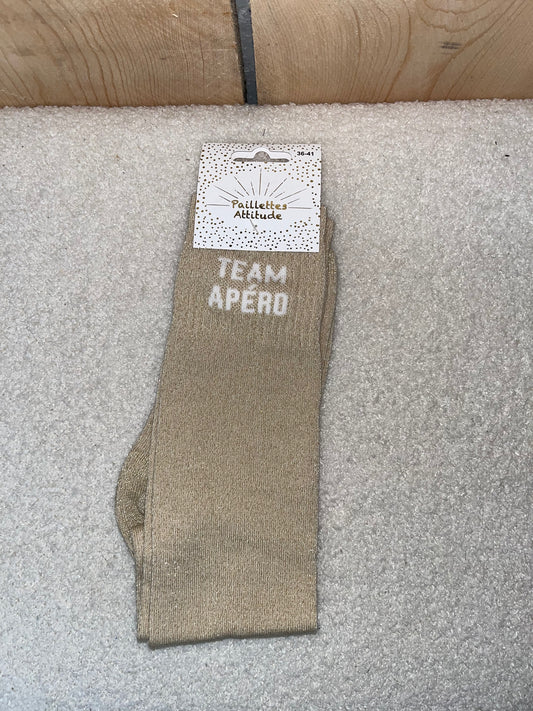 36-41
Paillettes
Attitude
TEAM
APÉRO